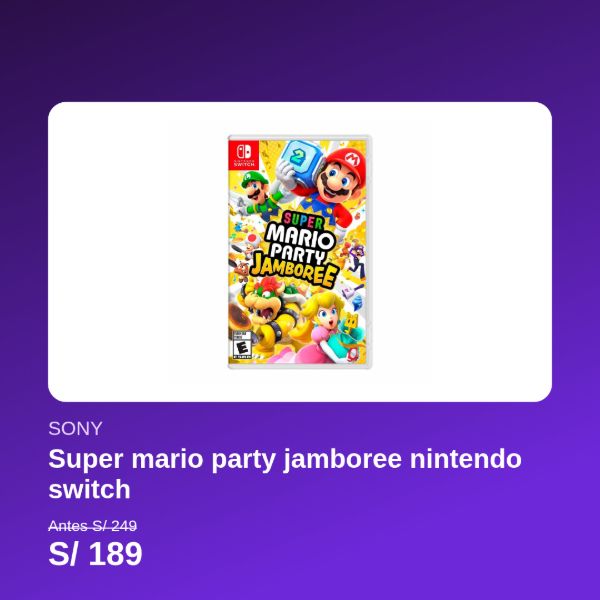 NINTENDO
SWITCH
2
M
SUPER
MARIO
PARTY
JAMBOREE
E
SONY
Super mario party jamboree nintendo
switch
Antes S/ 249
S/ 189